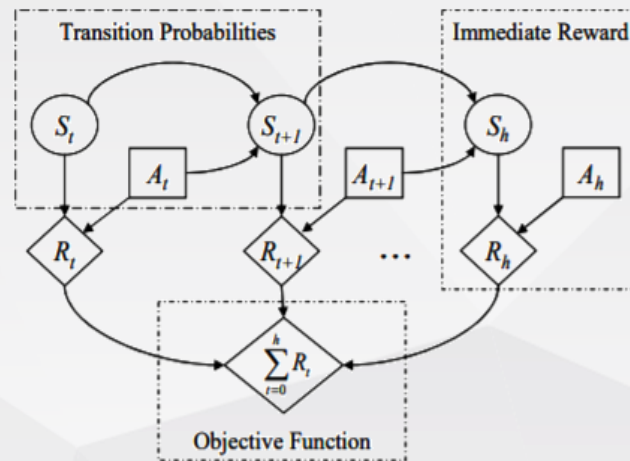 Transition Probabilities
Immediate Reward
S_t
S_{t+1}
S_h
A_t
A_{t+1}
A_h
R_t
R_{t+1}
...
R_h
\sum_{t=0}^{h} R_t
Objective Function